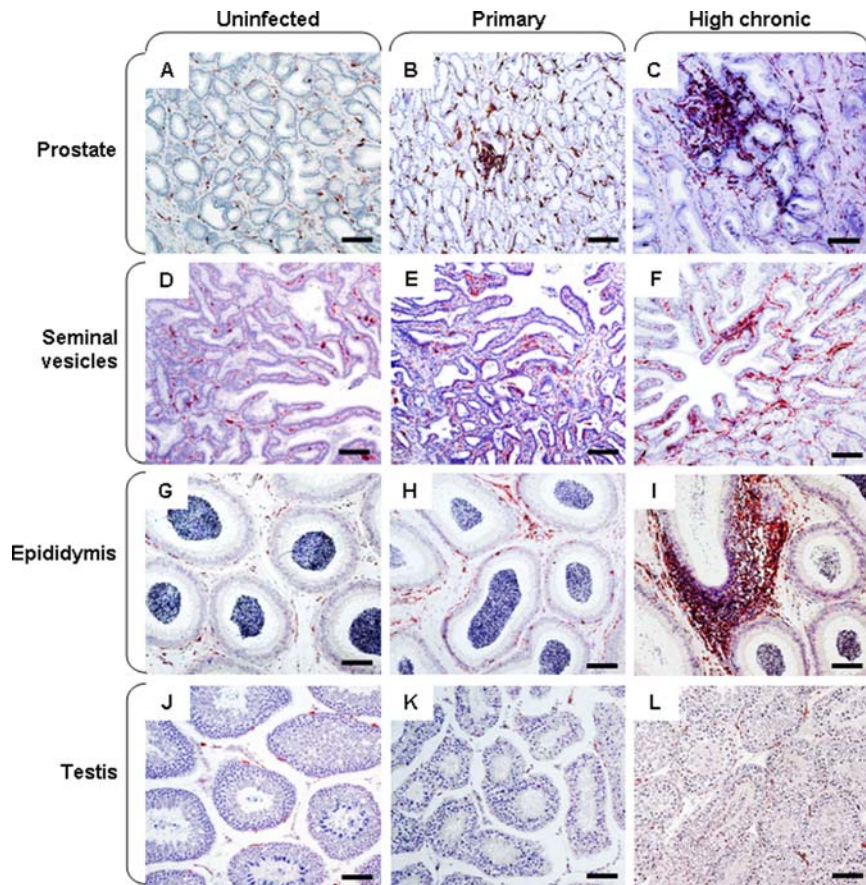 Uninfected Primary High chronic
Prostate A B C
Seminal vesicles D E F
Epididymis G H I
Testis J K L